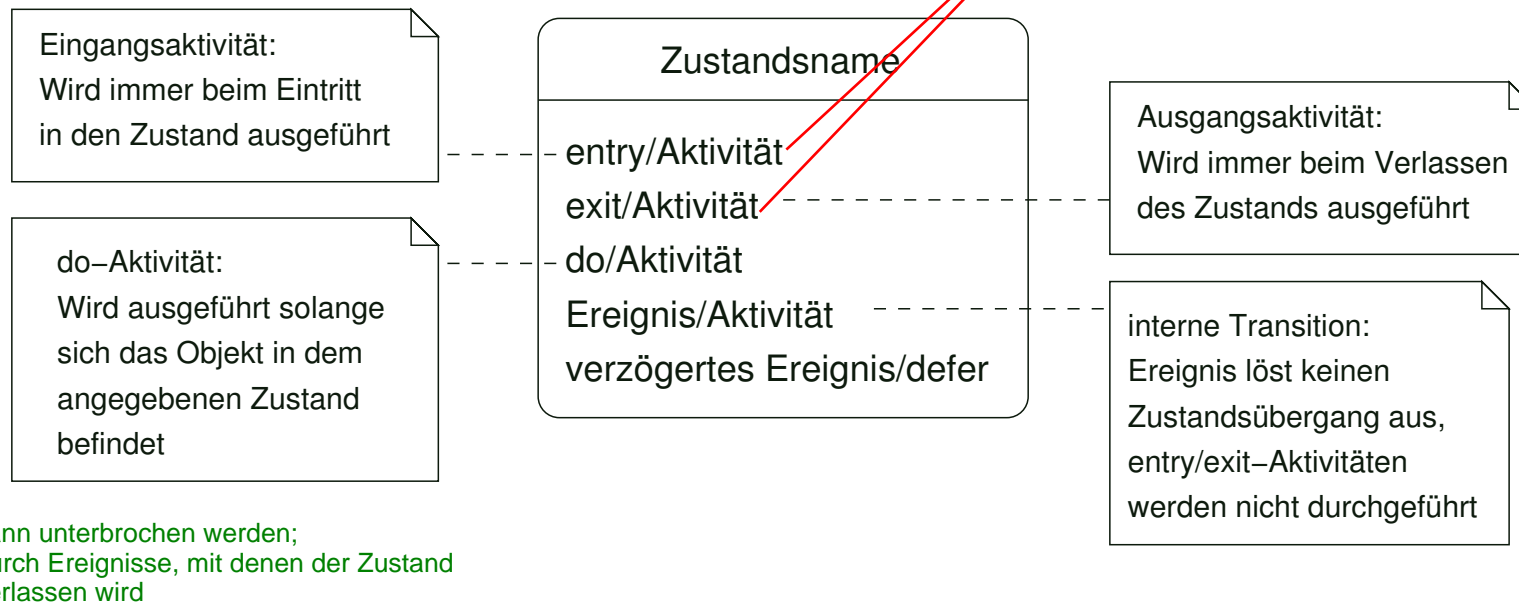 Eingangsaktivität:
Wird immer beim Eintritt
in den Zustand ausgeführt
do−Aktivität:
Wird ausgeführt solange
sich das Objekt in dem
angegebenen Zustand
befindet
Zustandsname
entry/Aktivität
exit/Aktivität
do/Aktivität
Ereignis/Aktivität
verzögertes Ereignis/defer
Ausgangsaktivität:
Wird immer beim Verlassen
des Zustands ausgeführt
interne Transition:
Ereignis löst keinen
Zustandsübergang aus,
entry/exit−Aktivitäten
werden nicht durchgeführt
unterbrochen werden;
Ereignisse, mit denen der Zustand
wird